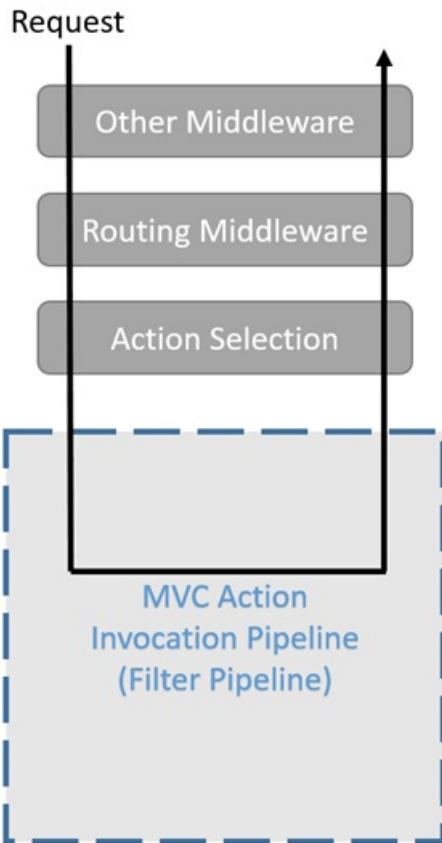 Request
Other Middleware
Routing Middleware
Action Selection
MVC Action
Invocation Pipeline
(Filter Pipeline)